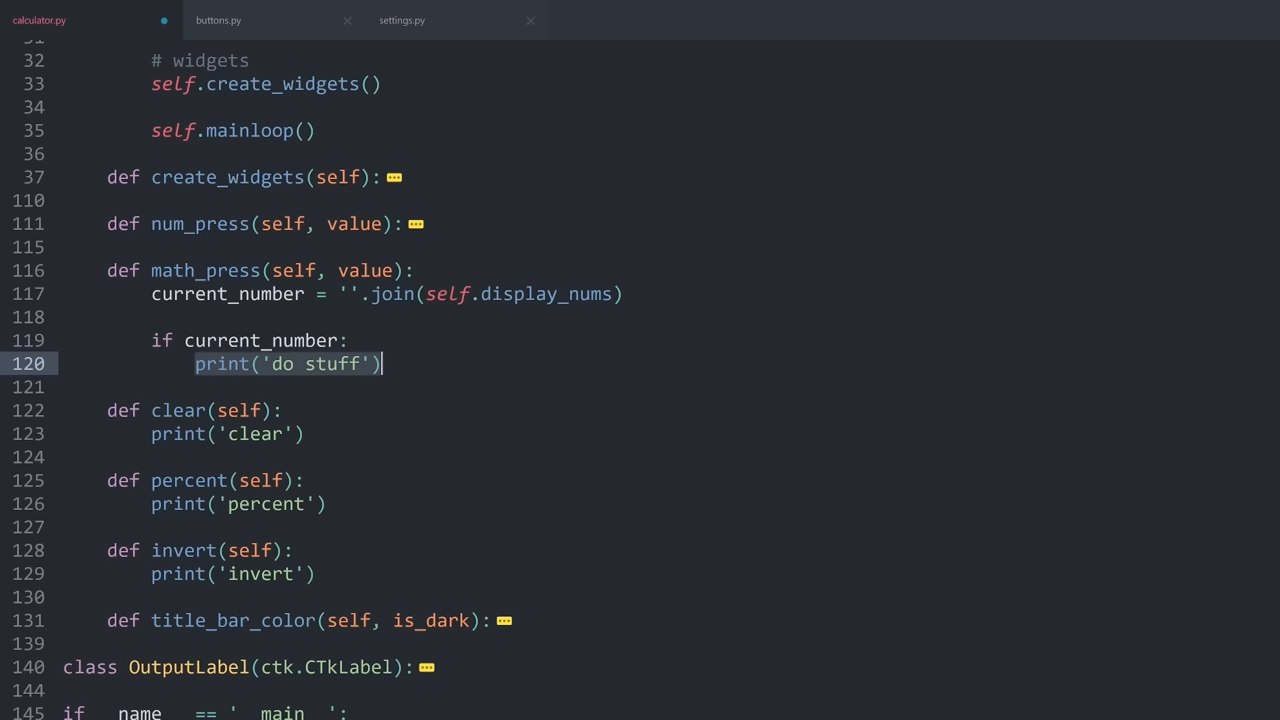 calculator.py buttons.py settings.py
31
32 # widgets
33 self.create_widgets()
34
35 self.mainloop()
36
37 def create_widgets(self):
110
111 def num_press(self, value):
115
116 def math_press(self, value):
117 current_number = ''.join(self.display_nums)
118
119 if current_number:
120 print('do stuff')
121
122 def clear(self):
123 print('clear')
124
125 def percent(self):
126 print('percent')
127
128 def invert(self):
129 print('invert')
130
131 def title_bar_color(self, is_dark):
139
140 class OutputLabel(ctk.CTkLabel):
144
145 if __name__ == '__main__':